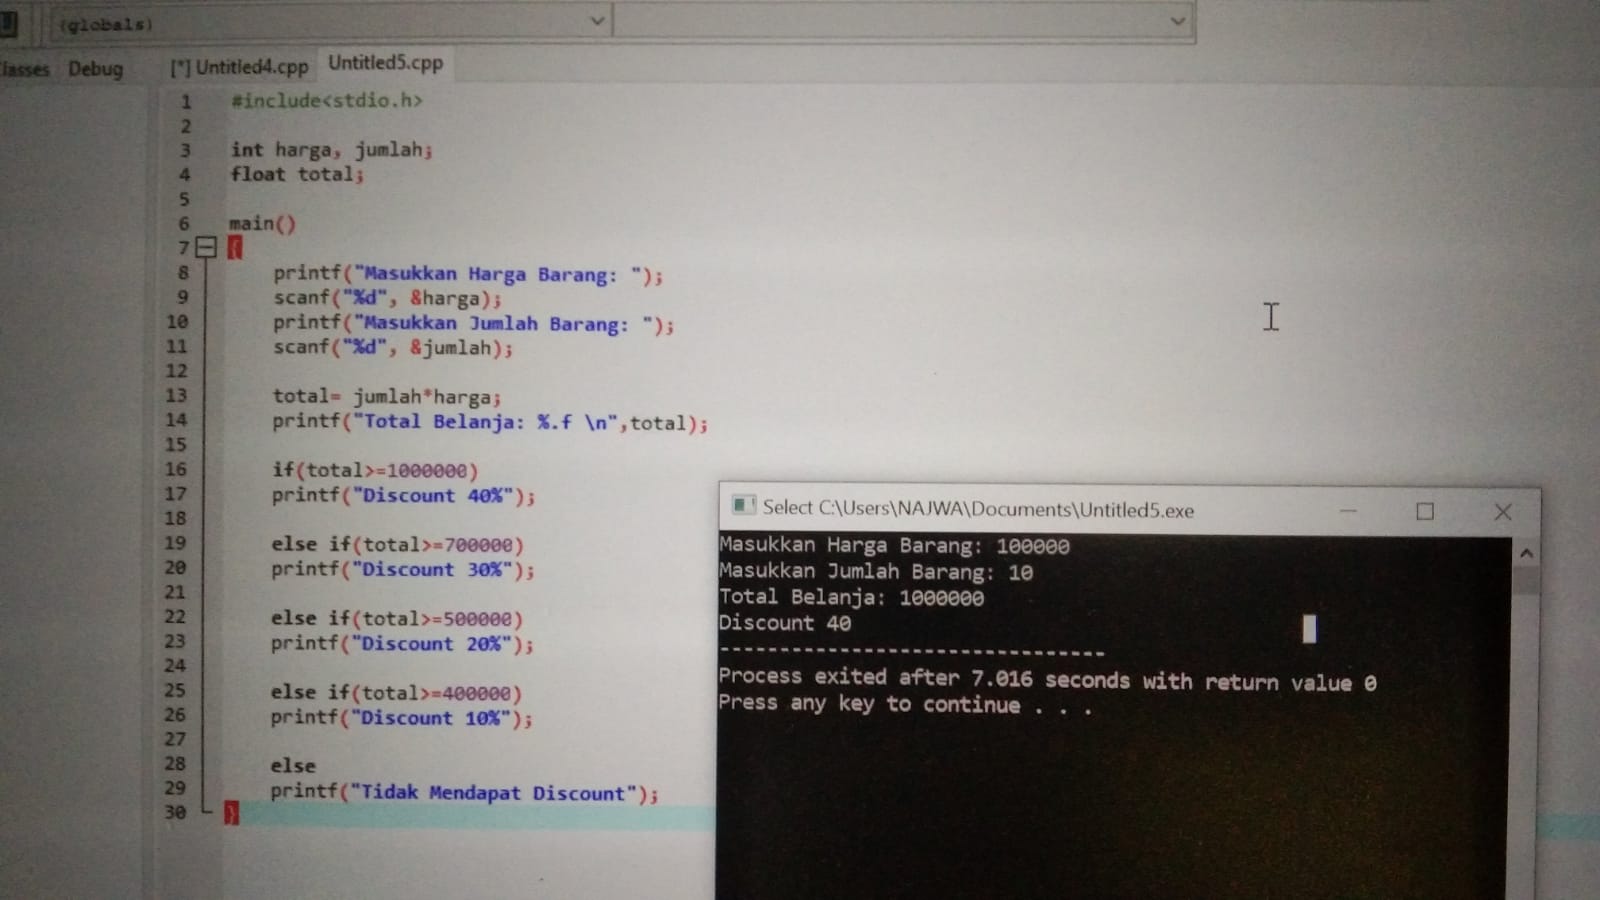 (globals)
Classes Debug
[*] Untitled4.cpp Untitled5.cpp
1 #include<stdio.h>
2
3 int harga, jumlah;
4 float total;
5
6 main()
7 {
8 printf("Masukkan Harga Barang: ");
9 scanf("%d", &harga);
10 printf("Masukkan Jumlah Barang: ");
11 scanf("%d", &jumlah);
12
13 total= jumlah*harga;
14 printf("Total Belanja: %.f \n",total);
15
16 if(total>=1000000)
17 printf("Discount 40%");
18
19 else if(total>=700000)
20 printf("Discount 30%");
21
22 else if(total>=500000)
23 printf("Discount 20%");
24
25 else if(total>=400000)
26 printf("Discount 10%");
27
28 else
29 printf("Tidak Mendapat Discount");
30 }
Select C:\Users\NAJWA\Documents\Untitled5.exe
Masukkan Harga Barang: 100000
Masukkan Jumlah Barang: 10
Total Belanja: 1000000
Discount 40
--------------------------------
Process exited after 7.016 seconds with return value 0
Press any key to continue . . .